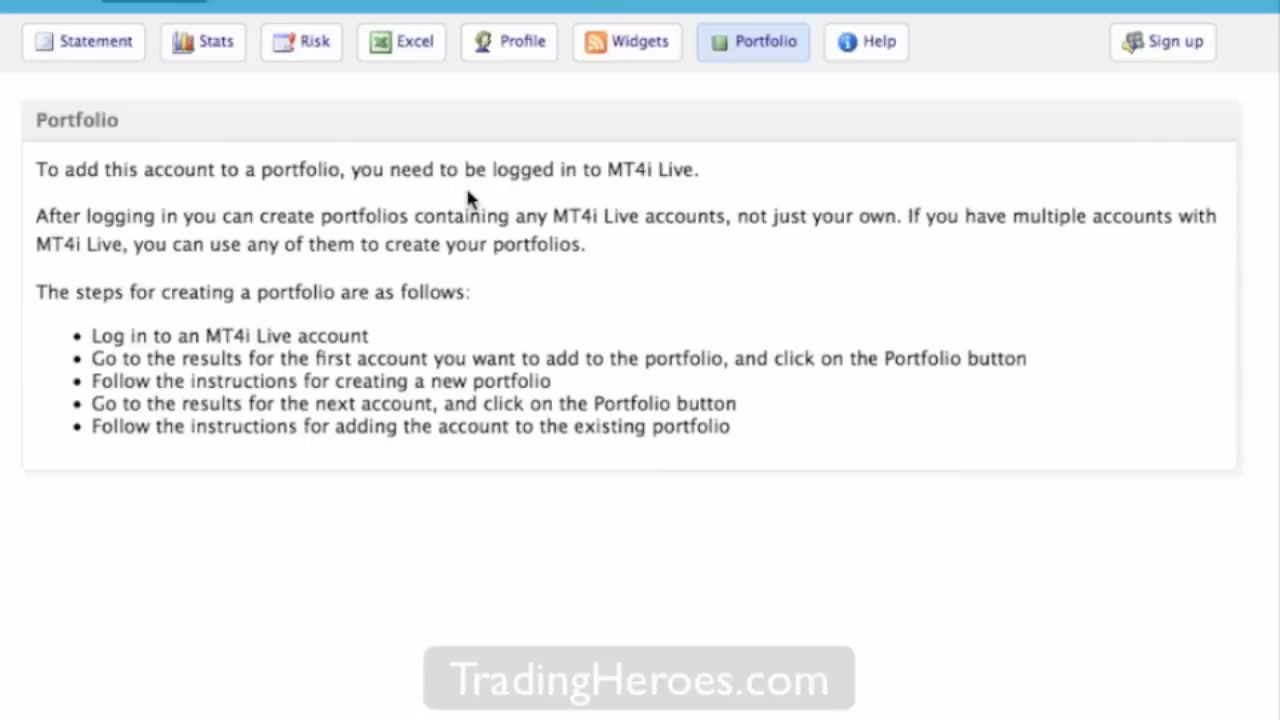 Statement Stats Risk Excel Profile Widgets Portfolio Help Sign up
Portfolio
To add this account to a portfolio, you need to be logged in to MT4i Live.
After logging in you can create portfolios containing any MT4i Live accounts, not just your own. If you have multiple accounts with
MT4i Live, you can use any of them to create your portfolios.
The steps for creating a portfolio are as follows:
• Log in to an MT4i Live account
• Go to the results for the first account you want to add to the portfolio, and click on the Portfolio button
• Follow the instructions for creating a new portfolio
• Go to the results for the next account, and click on the Portfolio button
• Follow the instructions for adding the account to the existing portfolio
TradingHeroes.com